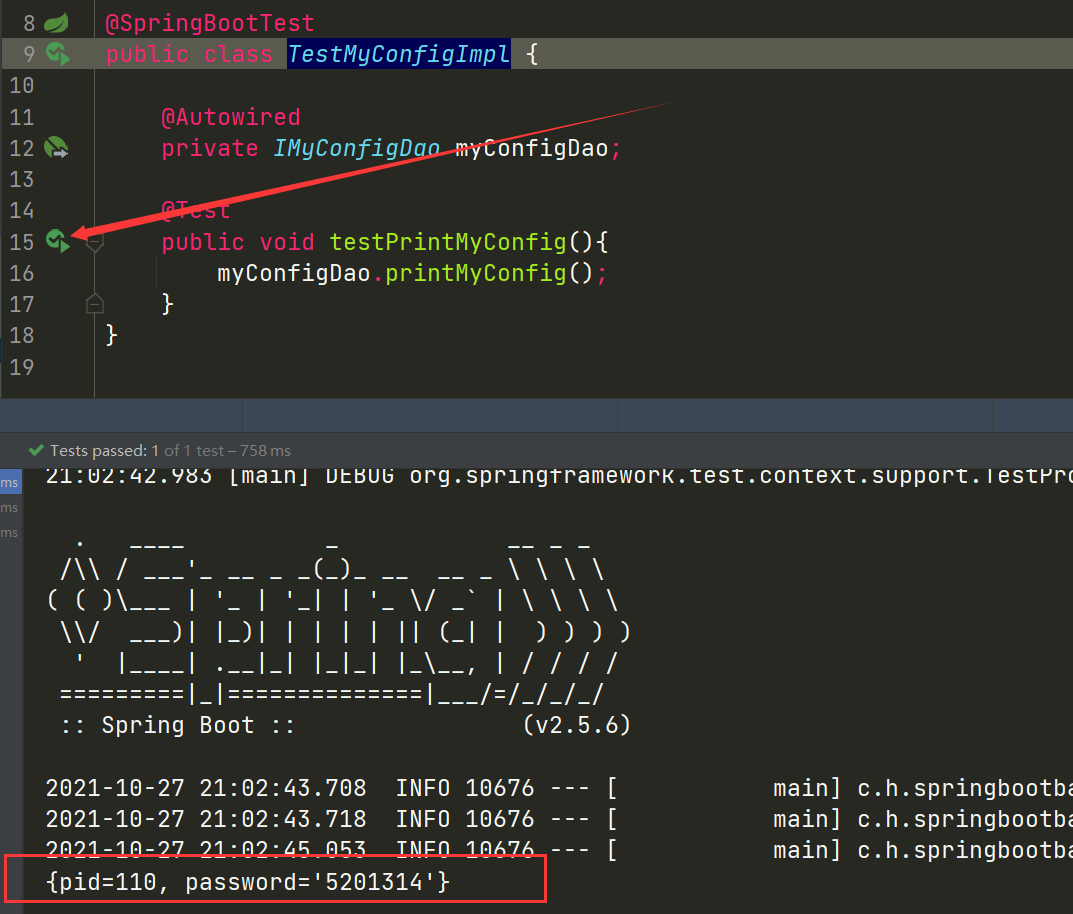 8 @SpringBootTest
9 public class TestMyConfigImpl {
10
11 @Autowired
12 private IMyConfigDao myConfigDao;
13
14 @Test
15 public void testPrintMyConfig(){
16 myConfigDao.printMyConfig();
17 }
18 }
19
Tests passed: 1 of 1 test – 758 ms
ms
ms
ms
21:02:42.983 [main] DEBUG org.springframework.test.context.support.TestPro
  .   ____          _            __ _ _
 /\\ / ___'_ __ _ _(_)_ __  __ _ \ \ \ \
( ( )\___ | '_ | '_| | '_ \/ _` | \ \ \ \
 \\/  ___)| |_)| | | | | || (_| |  ) ) ) )
  '  |____| .__|_| |_|_| |_\__, | / / / /
 =========|_|==============|___/=/_/_/_/
 :: Spring Boot ::                (v2.5.6)
2021-10-27 21:02:43.708  INFO 10676 --- [           main] c.h.springbootba
2021-10-27 21:02:43.718  INFO 10676 --- [           main] c.h.springbootba
2021-10-27 21:02:45.053  INFO 10676 --- [           main] c.h.springbootba
{pid=110, password='5201314'}